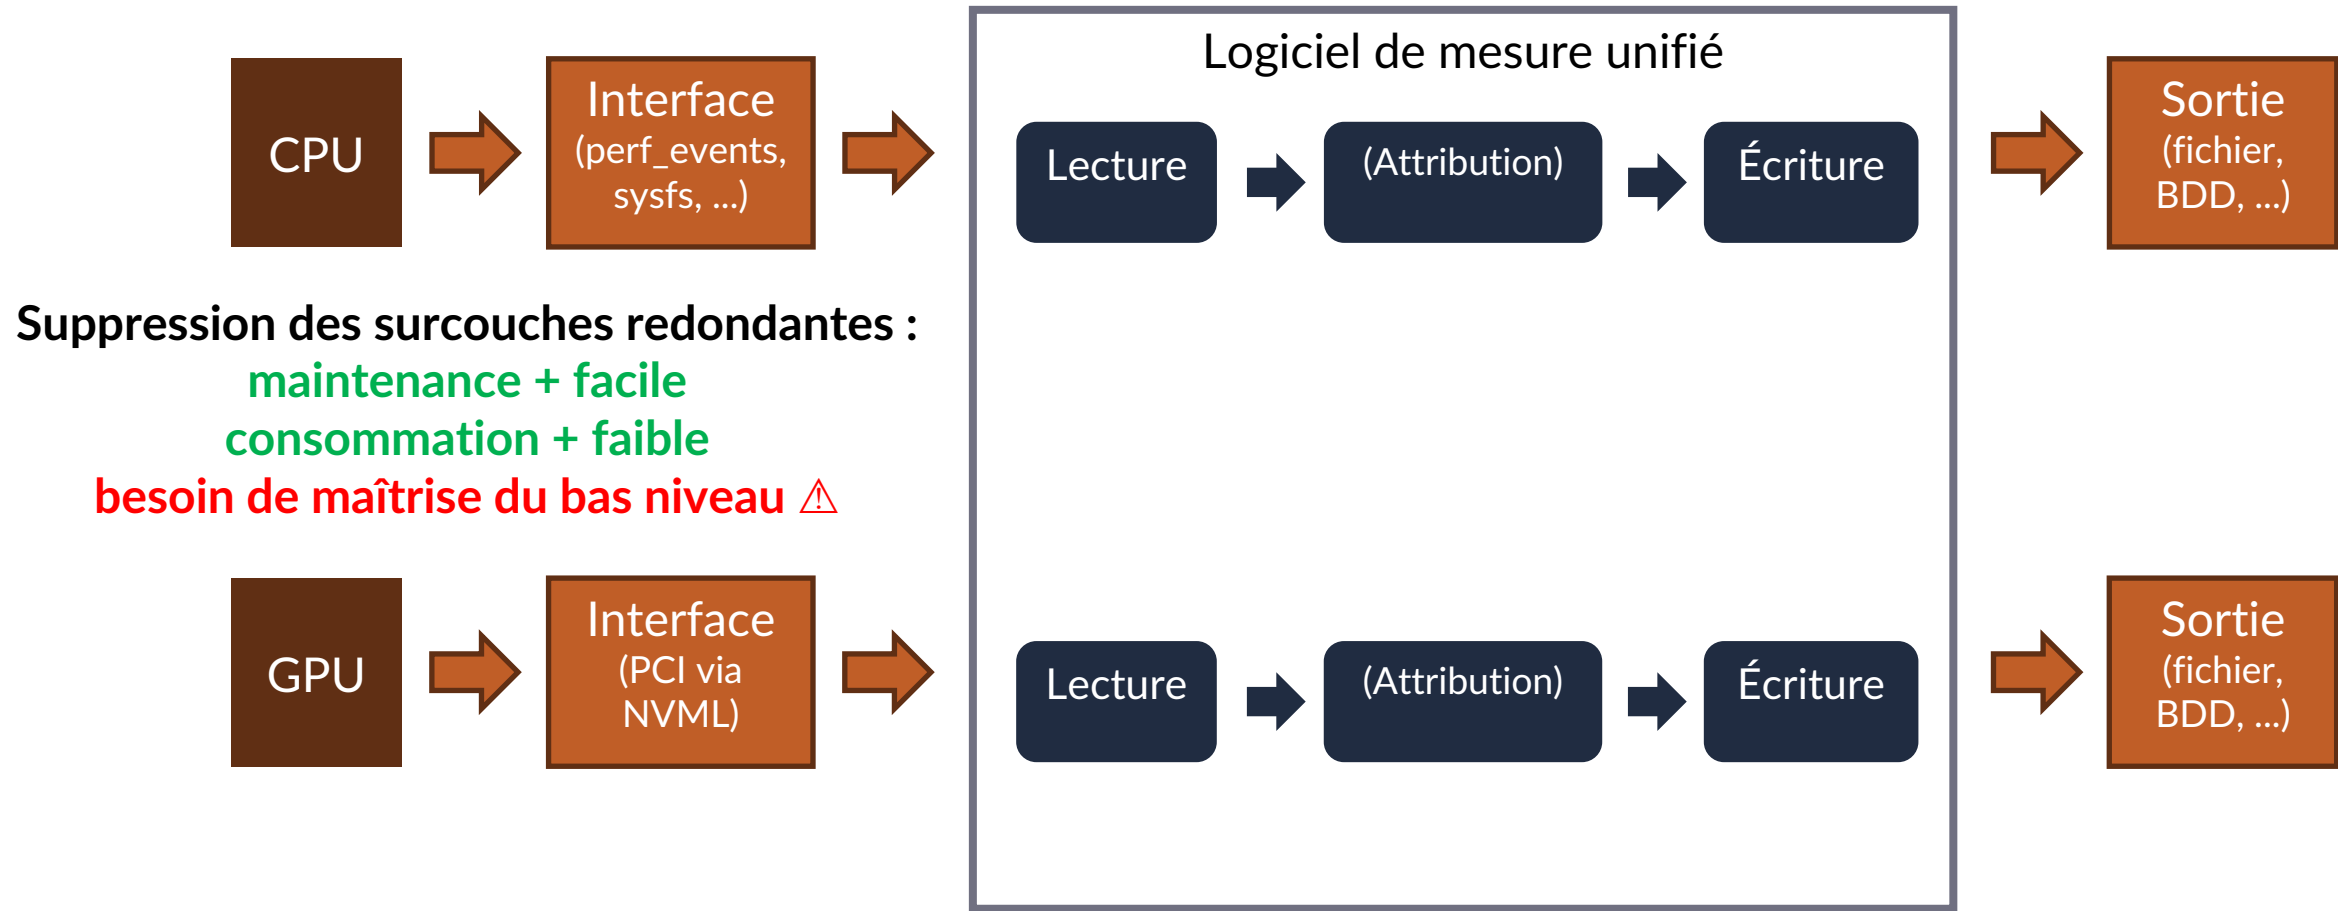 Logiciel de mesure unifié
CPU
Interface
(perf_events,
sysfs, ...)
Lecture
(Attribution)
Écriture
Sortie
(fichier,
BDD, ...)
Suppression des surcouches redondantes :
maintenance + facile
consommation + faible
besoin de maîtrise du bas niveau ⚠
GPU
Interface
(PCI via
NVML)
Lecture
(Attribution)
Écriture
Sortie
(fichier,
BDD, ...)